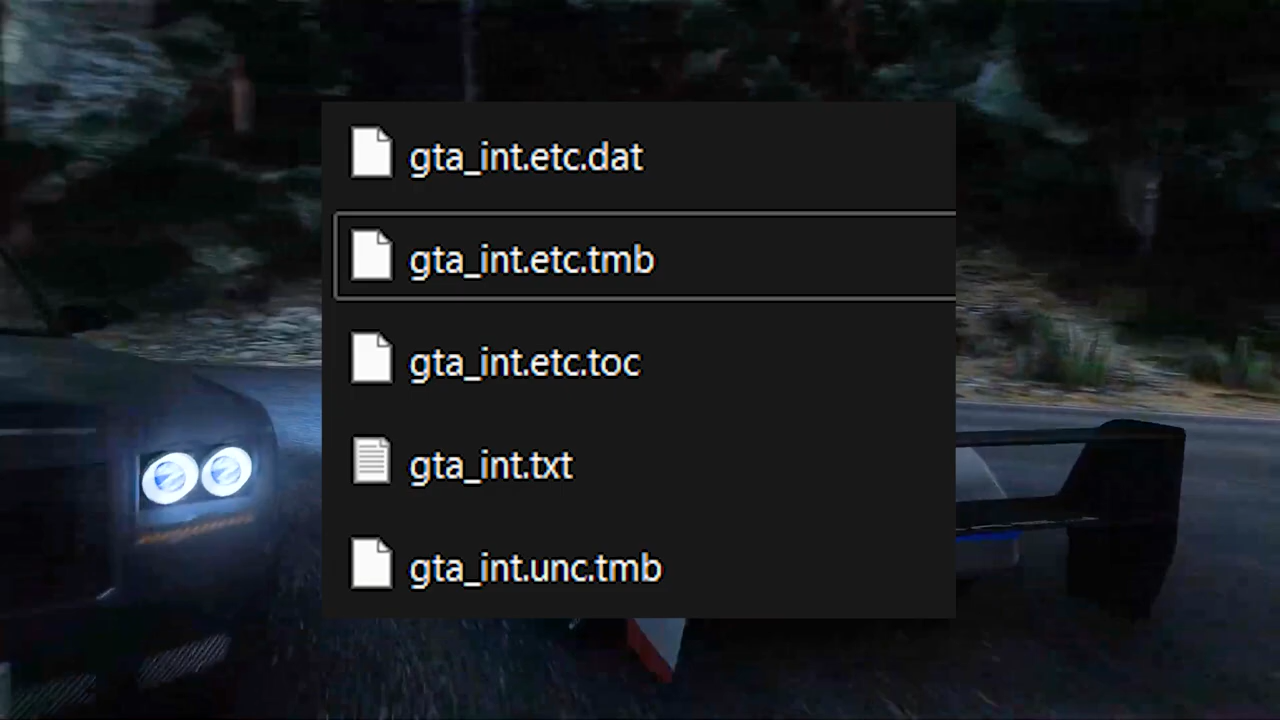 gta_int.etc.dat
gta_int.etc.tmb
gta_int.etc.toc
gta_int.txt
gta_int.unc.tmb